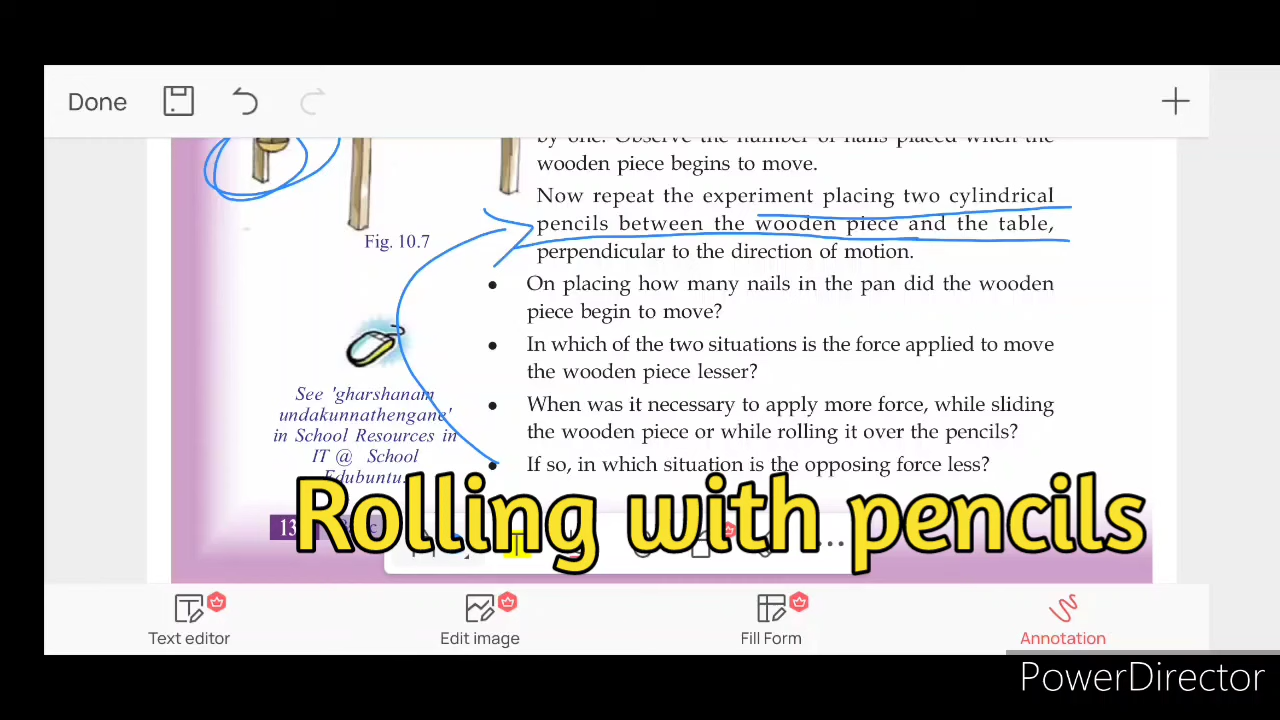 Done
by one. Observe the number of nails placed when the
wooden piece begins to move.
Now repeat the experiment placing two cylindrical
pencils between the wooden piece and the table,
perpendicular to the direction of motion.
Fig. 10.7
• On placing how many nails in the pan did the wooden
piece begin to move?
• In which of the two situations is the force applied to move
the wooden piece lesser?
• When was it necessary to apply more force, while sliding
the wooden piece or while rolling it over the pencils?
• If so, in which situation is the opposing force less?
See 'gharshanam
undakunnathengane'
in School Resources in
IT @ School
Edubuntu.
Rolling with pencils
Text editor
Edit image
Fill Form
Annotation
PowerDirector